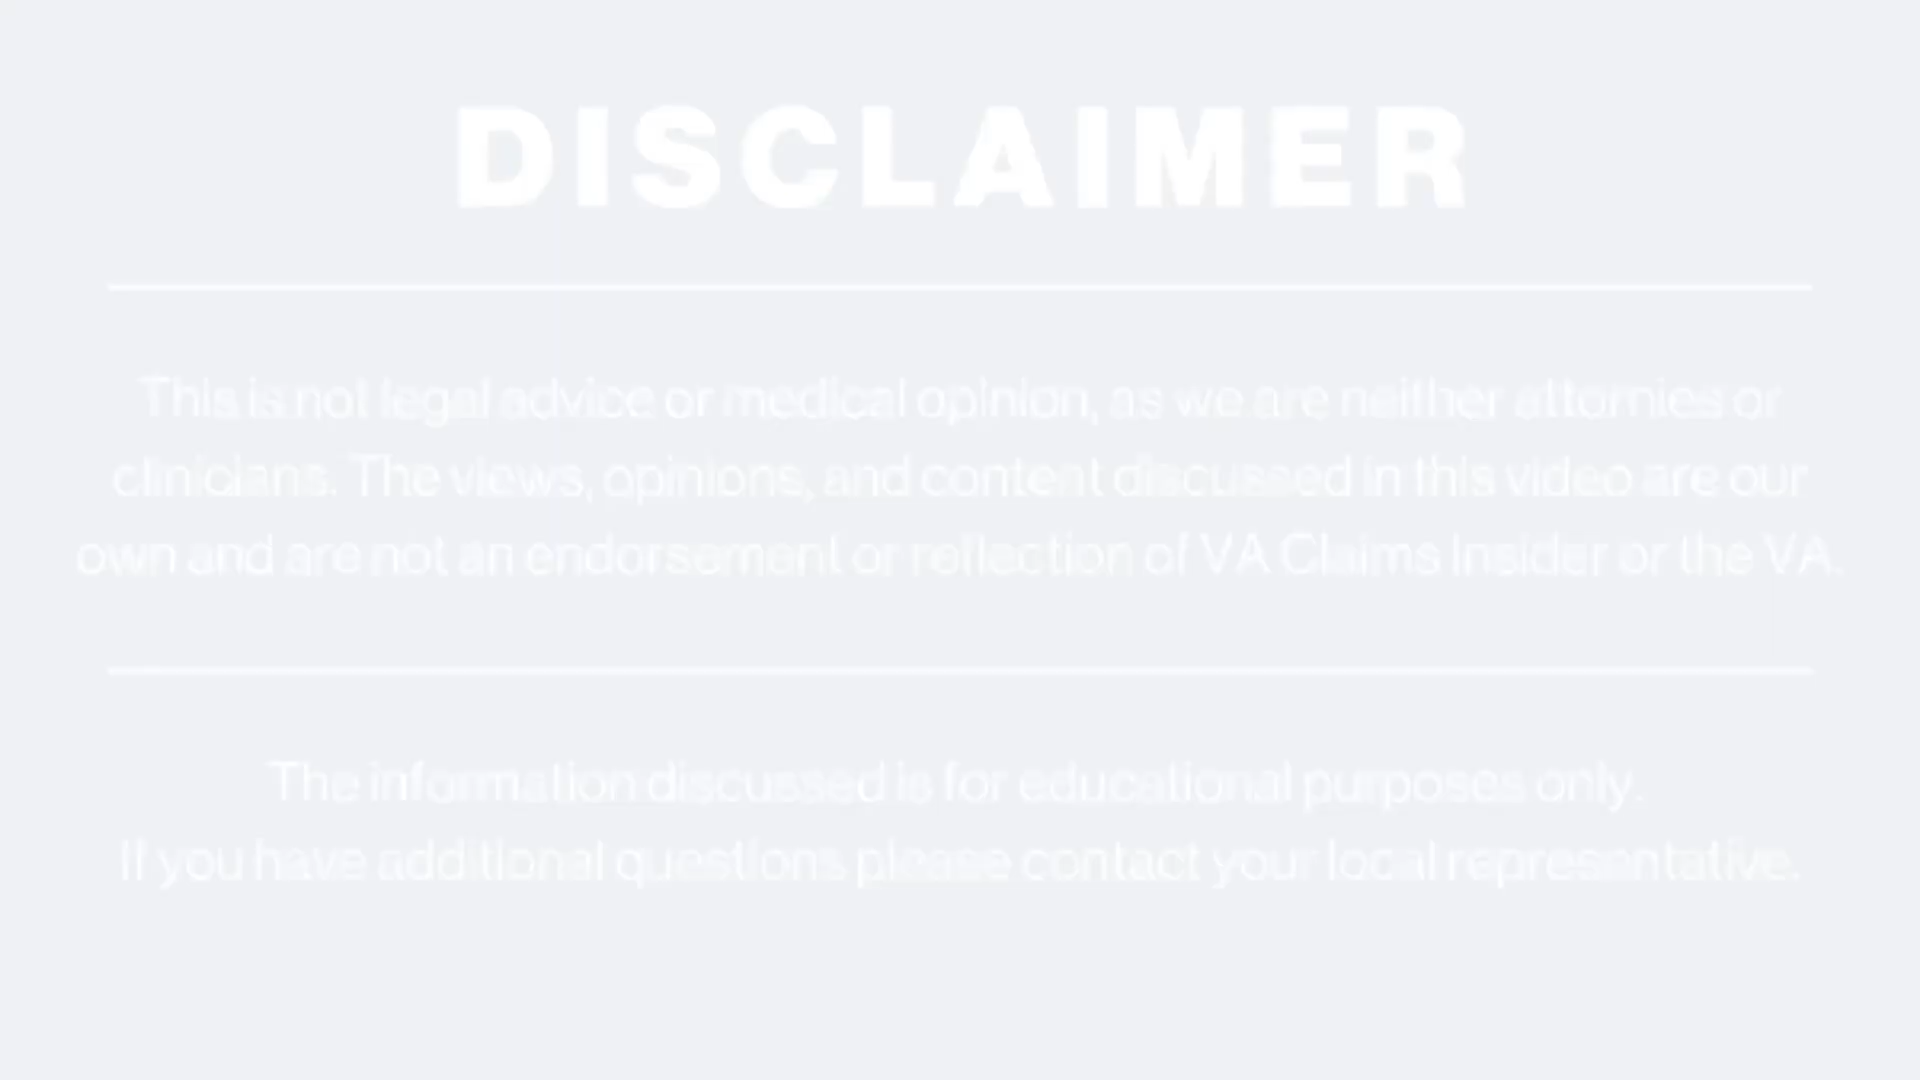 DISCLAIMER
This is not legal advice or medical opinion, as we are neither attornies or
clinicians. The views, opinions, and content discussed in this video are our
own and are not an endorsement or reflection of VA Claims Insider or the VA.
The information discussed is for educational purposes only.
If you have additional questions please contact your local representative.